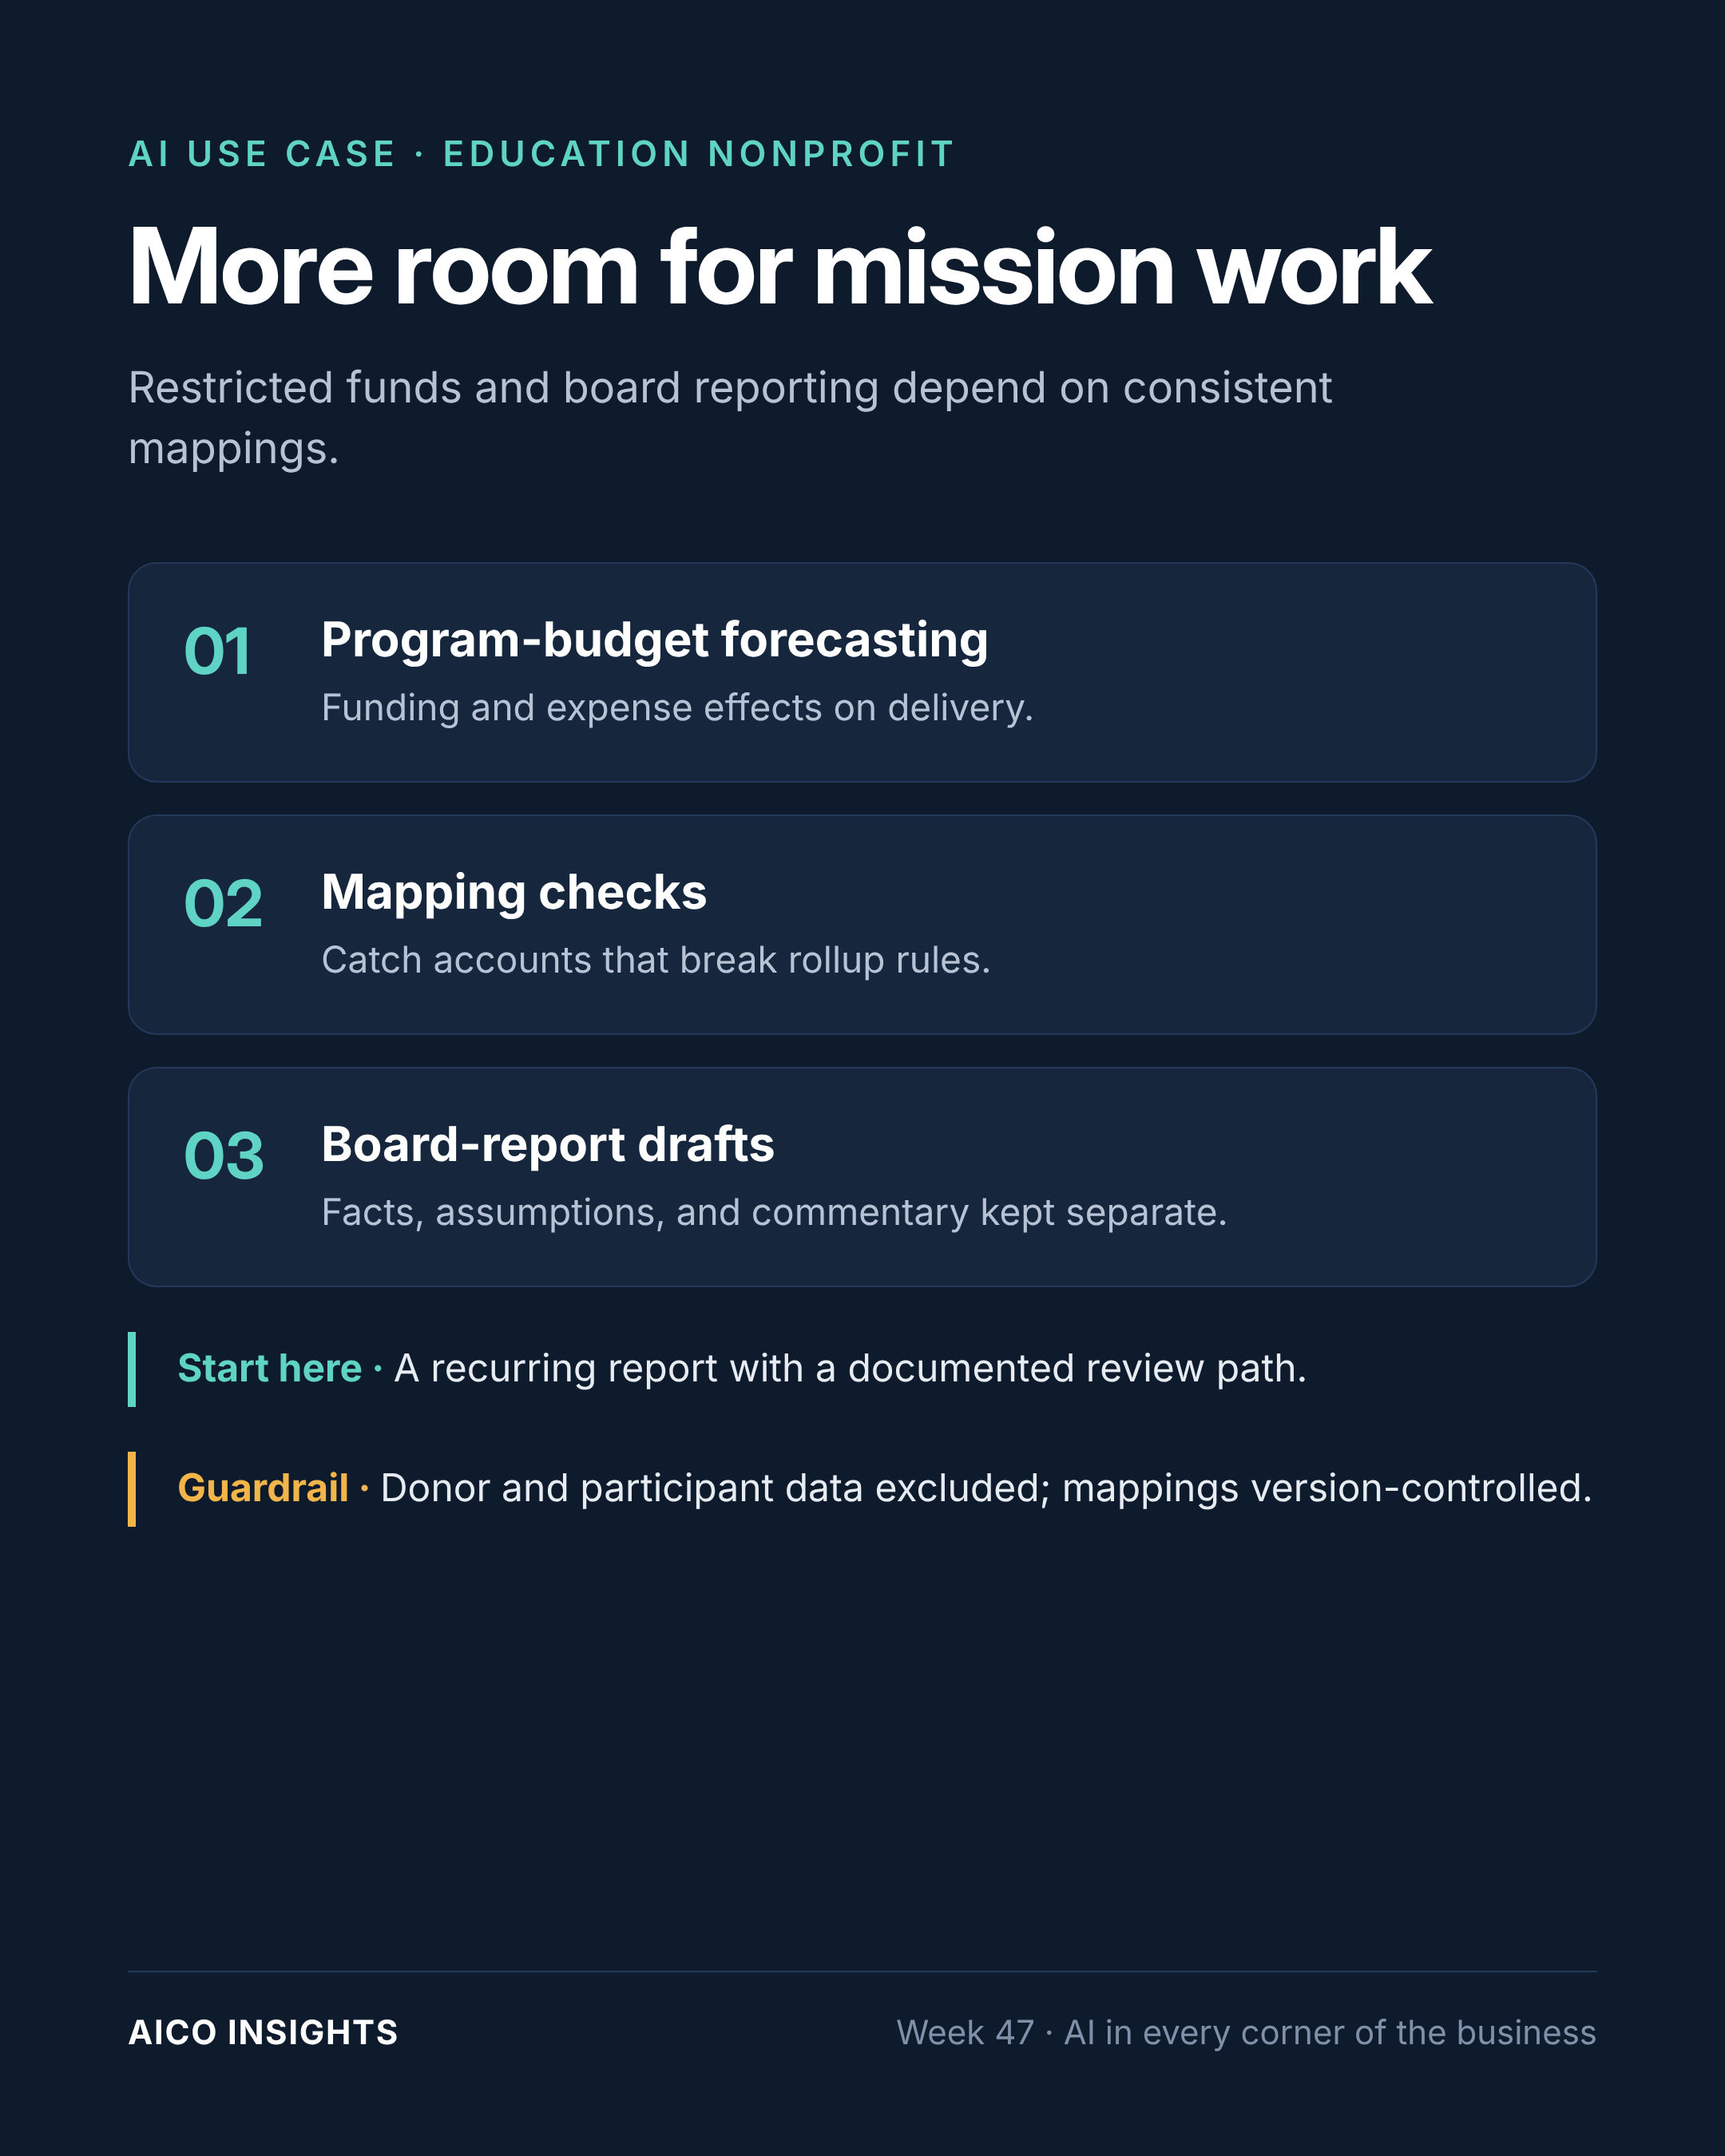 AI USE CASE · EDUCATION NONPROFIT
More room for mission work
Restricted funds and board reporting depend on consistent
mappings.
01
Program-budget forecasting
Funding and expense effects on delivery.
02
Mapping checks
Catch accounts that break rollup rules.
03
Board-report drafts
Facts, assumptions, and commentary kept separate.
Start here · A recurring report with a documented review path.
Guardrail · Donor and participant data excluded; mappings version-controlled.
AICO INSIGHTS
Week 47 · AI in every corner of the business